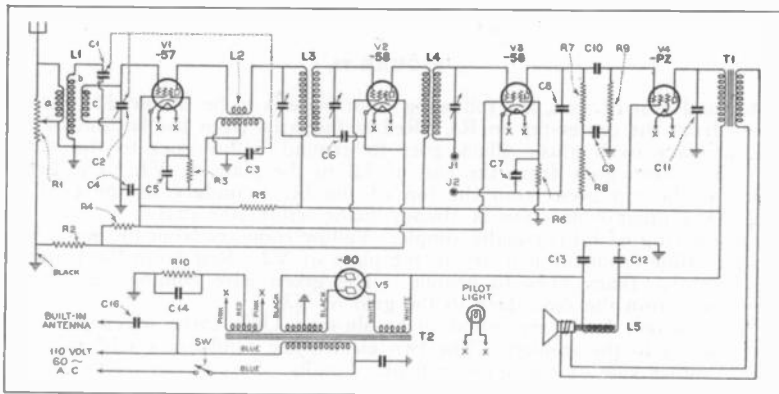 V1
-57
V2
-58
V3
-58
V4
-PZ
L1
C1
L2
L3
L4
R7
C10
R9
T1
C8
a
b
c
X X
X X
X X
X X
R1
C2
C3
C4
C5
R3
C6
J1
J2
C7
C9
C11
R4
R5
R6
R8
R2
BLACK
R10
C14
PINK
RED
PINK
BLACK
BLACK
-80
V5
WHITE
WHITE
PILOT
LIGHT
X X
C13
C12
L5
T2
C16
BUILT-IN
ANTENNA
110 VOLT
60 ~
A C
SW
BLUE
BLUE
X
X